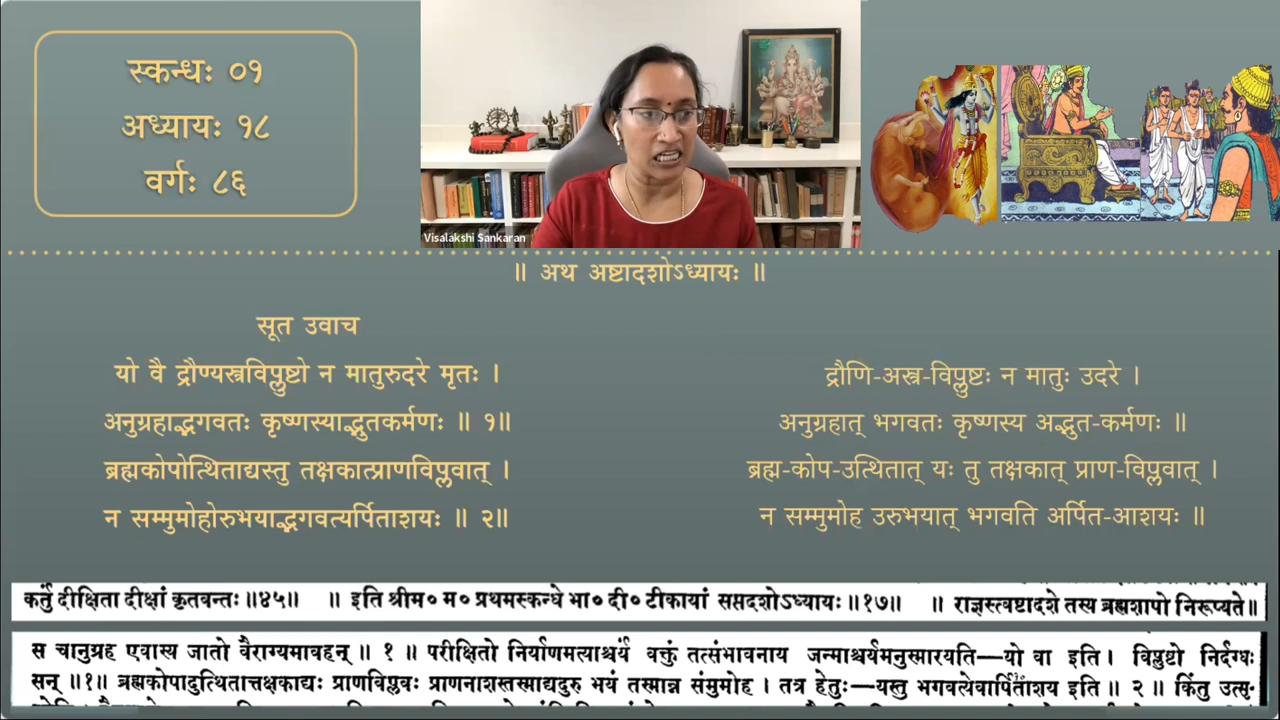 स्कन्धः ०१
अध्यायः १८
वर्गः ८६
Visalakshi Sankaran
॥ अथ अष्टादशोऽध्यायः ॥
सूत उवाच
यो वै द्रौण्यस्त्रविप्लुष्टो न मातुरुदरे मृतः ।
अनुग्रहाद्भगवतः कृष्णस्याद्भुतकर्मणः ॥ १॥
ब्रह्मकोपोत्थिताद्यस्तु तक्षकात्प्राणविप्लवात् ।
न सम्मुमोहोरुभयाद्भगवत्यर्पिताशयः ॥ २॥
द्रौणि-अस्त्र-विप्लुष्टः न मातुः उदरे ।
अनुग्रहात् भगवतः कृष्णस्य अद्भुत-कर्मणः ॥
ब्रह्म-कोप-उत्थितात् यः तु तक्षकात् प्राण-विप्लवात् ।
न सम्मुमोह उरुभयात् भगवति अर्पित-आशयः ॥
कर्तुं दीक्षिता दीक्षां कृतवन्तः ॥४५॥ ॥ इति श्रीम० म० प्रथमस्कन्धे भा० दी० टीकायां सप्तदशोऽध्यायः ॥१७॥ ॥ राज्ञस्त्वष्टादशे तस्य ब्रह्मशापो निरूप्यते॥
स चानुग्रह एवास्य जातो वैराग्यमावहन् ॥ १ ॥ परीक्षितो निर्याणमत्याश्चर्यं वक्तुं तत्संभावनाय जन्माश्चर्यमनुस्मारयति—यो वा इति । विप्लुष्टो निर्दग्धः
सन् ॥१॥ ब्रह्मकोपादुत्थितात्तक्षकाद्यः प्राणविप्लवः प्राणनाशस्तस्माद्यदुरु भयं तस्मान्न संमुमोह । तत्र हेतुः—यस्तु भगवत्येवार्पिताशय इति ॥ २ ॥ किंतु उत्सृ-